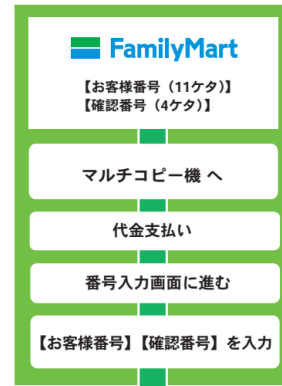 FamilyMart
【お客様番号（11ケタ）】
【確認番号（4ケタ）】
マルチコピー機 へ
代金支払い
番号入力画面に進む
【お客様番号】【確認番号】を入力